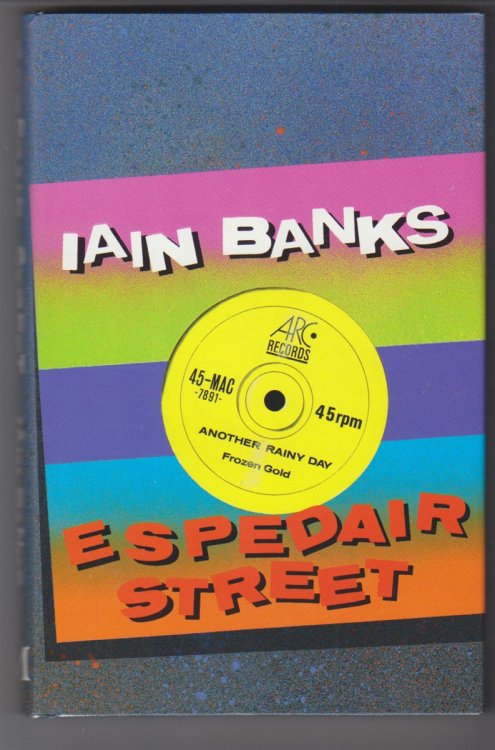 IAIN BANKS
ARC
RECORDS
45-MAC
-7891-
45rpm
ANOTHER RAINY DAY
Frozen Gold
ESPEDAIR
STREET